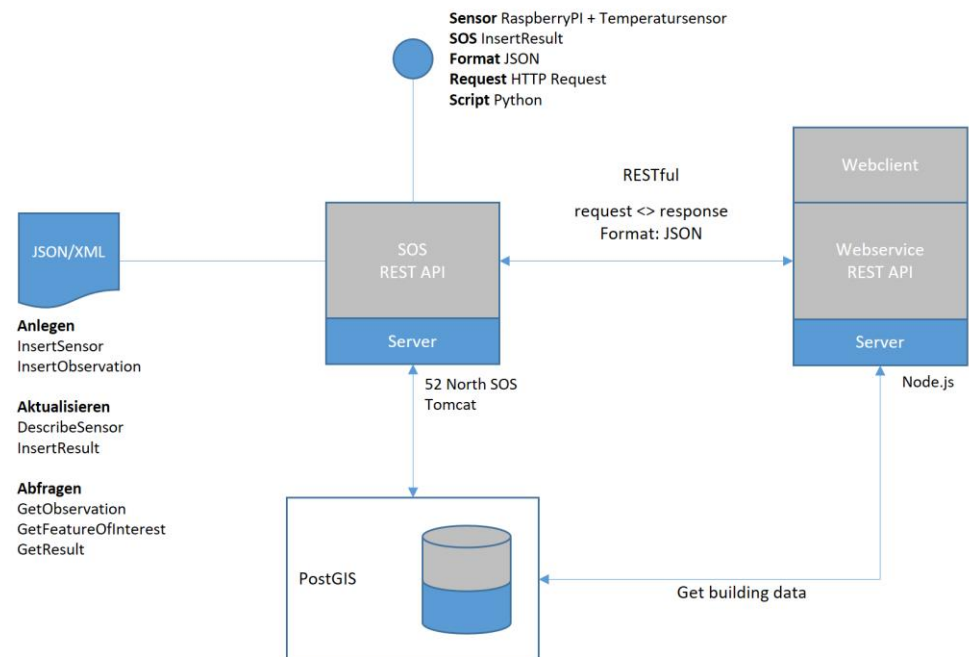 Sensor RaspberryPI + Temperatursensor
SOS InsertResult
Format JSON
Request HTTP Request
Script Python
Webclient
RESTful
request <> response
Format: JSON
JSON/XML
SOS
REST API
Webservice
REST API
Server
Server
Anlegen
InsertSensor
InsertObservation
52 North SOS
Tomcat
Node.js
Aktualisieren
DescribeSensor
InsertResult
Abfragen
GetObservation
GetFeatureOfInterest
GetResult
PostGIS
Get building data